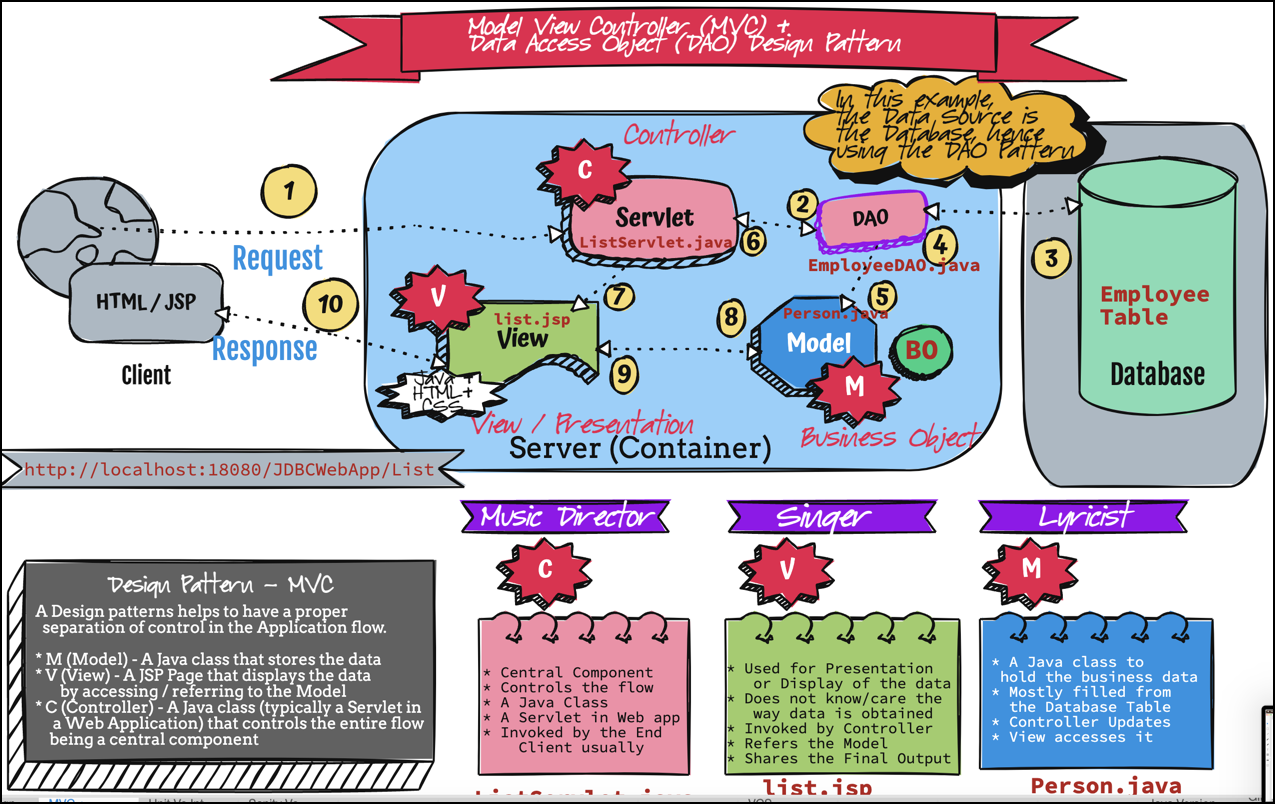 Model View Controller (MVC) +
Data Access Object (DAO) Design Pattern
In this example,
the Data Source is
the Database, hence
using the DAO Pattern
Controller
C
Servlet
ListServlet.java
1
Request
2
DAO
EmployeeDAO.java
6
4
3
Employee
Table
Database
HTML / JSP
Client
10
Response
V
list.jsp
View
7
8
9
5
Person.java
Model
BO
M
Java +
HTML+
CSS
View / Presentation
Business Object
Server (Container)
http://localhost:18080/JDBCWebApp/List
Design Pattern - MVC
A Design patterns helps to have a proper
separation of control in the Application flow.
* M (Model) - A Java class that stores the data
* V (View) - A JSP Page that displays the data
by accessing / referring to the Model
* C (Controller) - A Java class (typically a Servlet in
a Web Application) that controls the entire flow
being a central component
Music Director
C
* Central Component
* Controls the flow
* A Java Class
* A Servlet in Web app
* Invoked by the End
Client usually
Singer
V
* Used for Presentation
or Display of the data
* Does not know/care the
way data is obtained
* Invoked by Controller
* Refers the Model
* Shares the Final Output
list.jsp
Lyricist
M
* A Java class to
hold the business data
* Mostly filled from
the Database Table
* Controller Updates
* View accesses it
Person.java